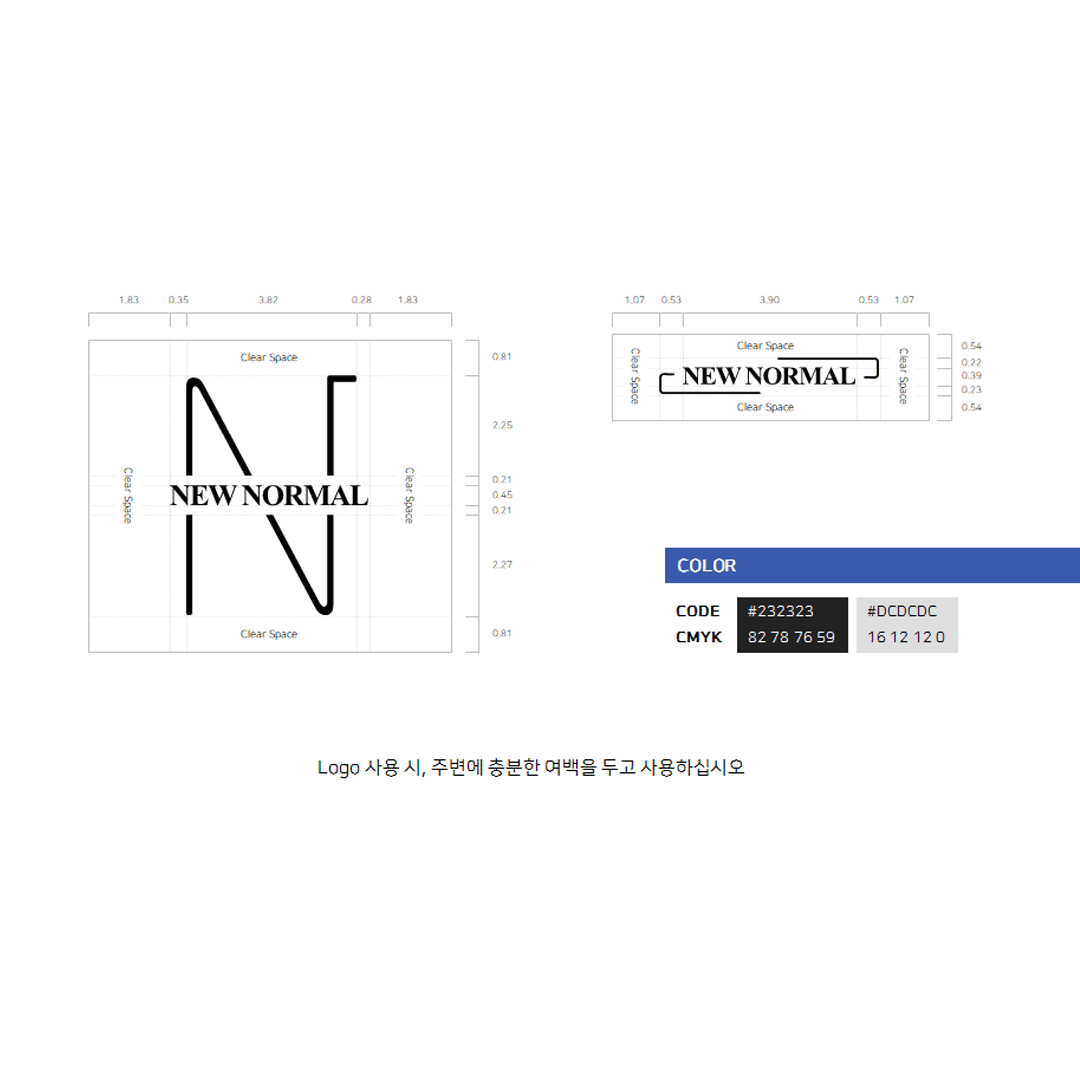 1.83 0.35 3.82 0.28 1.83
Clear Space
0.81
2.25
Clear Space
NEW NORMAL
Clear Space
0.21
0.45
0.21
2.27
Clear Space
0.81
1.07 0.53 3.90 0.53 1.07
Clear Space
Clear Space
NEW NORMAL
Clear Space
Clear Space
0.54
0.22
0.39
0.23
0.54
COLOR
CODE #232323 #DCDCDC
CMYK 82 78 76 59 16 12 12 0
Logo 사용 시, 주변에 충분한 여백을 두고 사용하십시오